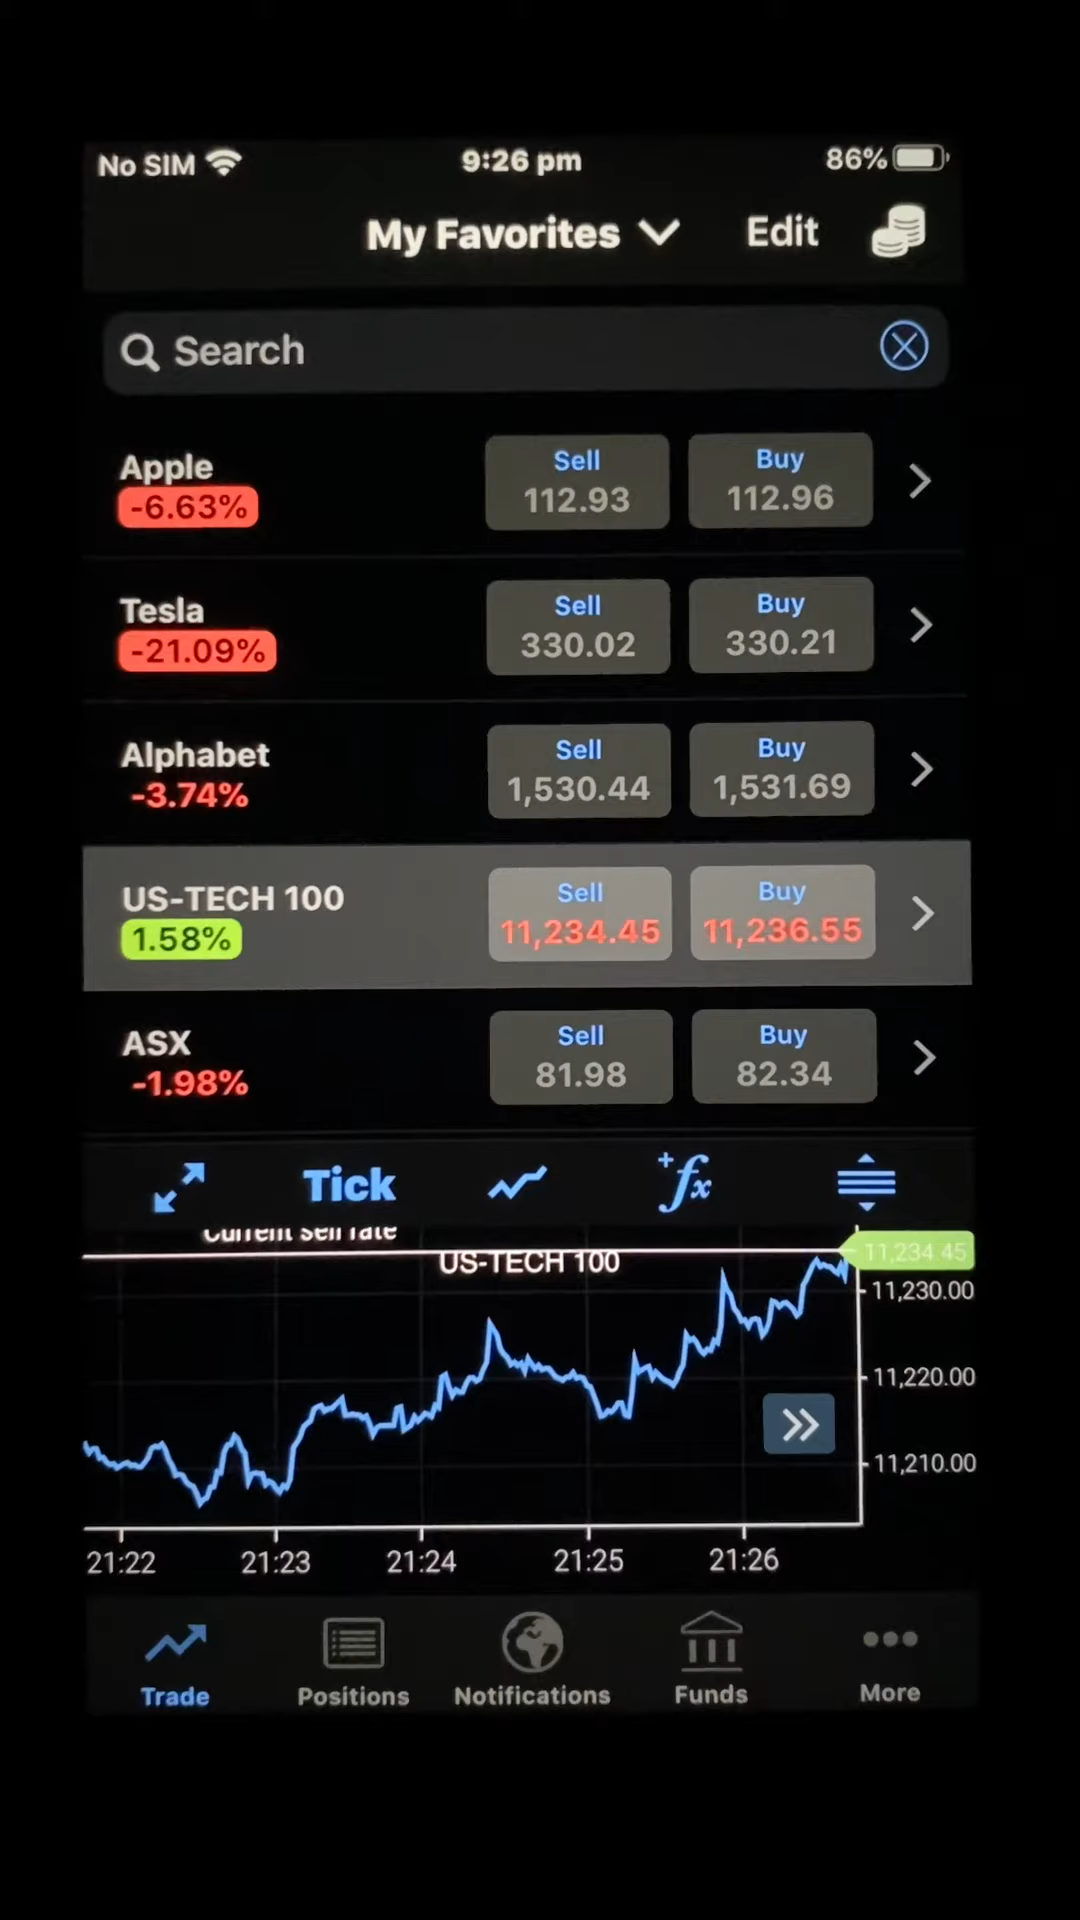 No SIM 9:26 pm 86%
My Favorites Edit
Search
Apple Sell Buy
-6.63% 112.93 112.96
Tesla Sell Buy
-21.09% 330.02 330.21
Alphabet Sell Buy
-3.74% 1,530.44 1,531.69
US-TECH 100 Sell Buy
1.58% 11,234.45 11,236.55
ASX Sell Buy
-1.98% 81.98 82.34
Tick +fx
Current sell rate
US-TECH 100
11,234.45
11,230.00
11,220.00
11,210.00
21:22 21:23 21:24 21:25 21:26
Trade Positions Notifications Funds More